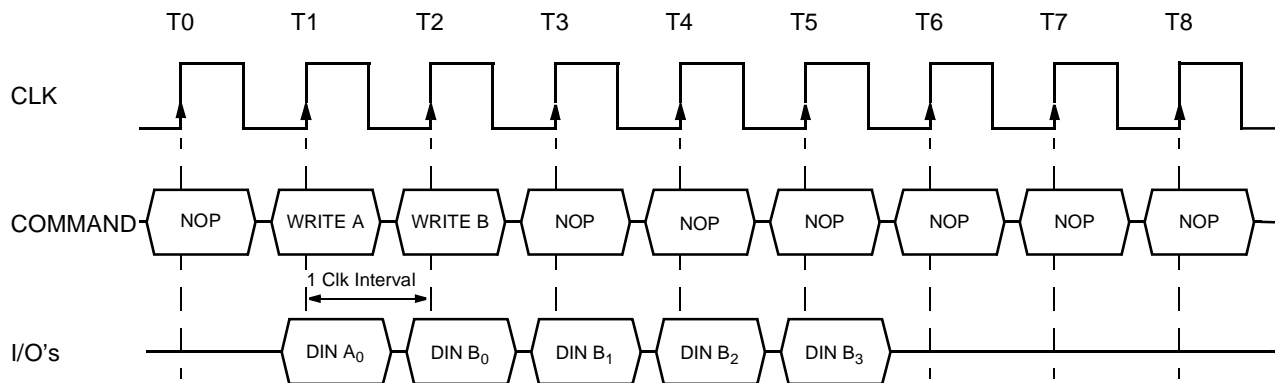 T0 T1 T2 T3 T4 T5 T6 T7 T8
CLK
COMMAND NOP WRITE A WRITE B NOP NOP NOP NOP NOP NOP
1 Clk Interval
I/O's DIN A0 DIN B0 DIN B1 DIN B2 DIN B3